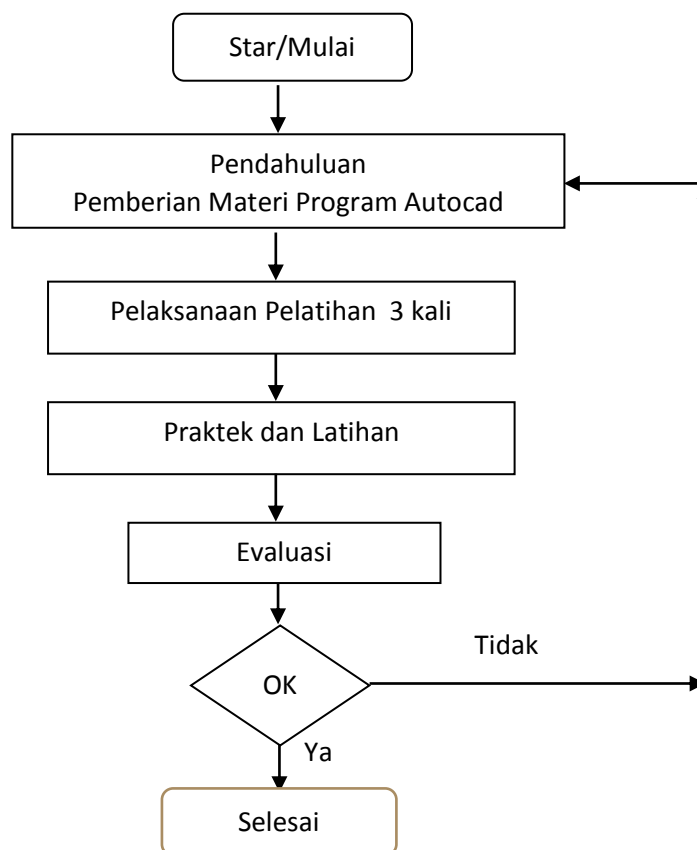 Star/Mulai
Pendahuluan
Pemberian Materi Program Autocad
Pelaksanaan Pelatihan 3 kali
Praktek dan Latihan
Evaluasi
OK
Tidak
Ya
Selesai